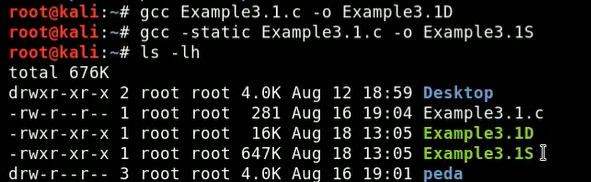 root@kali:~# gcc Example3.1.c -o Example3.1D
root@kali:~# gcc -static Example3.1.c -o Example3.1S
root@kali:~# ls -lh
total 676K
drwxr-xr-x 2 root root 4.0K Aug 12 18:59 Desktop
-rw-r--r-- 1 root root  281 Aug 16 19:04 Example3.1.c
-rwxr-xr-x 1 root root  16K Aug 18 13:05 Example3.1D
-rwxr-xr-x 1 root root 647K Aug 18 13:05 Example3.1S
drw-r--r-- 3 root root 4.0K Aug 16 19:01 peda